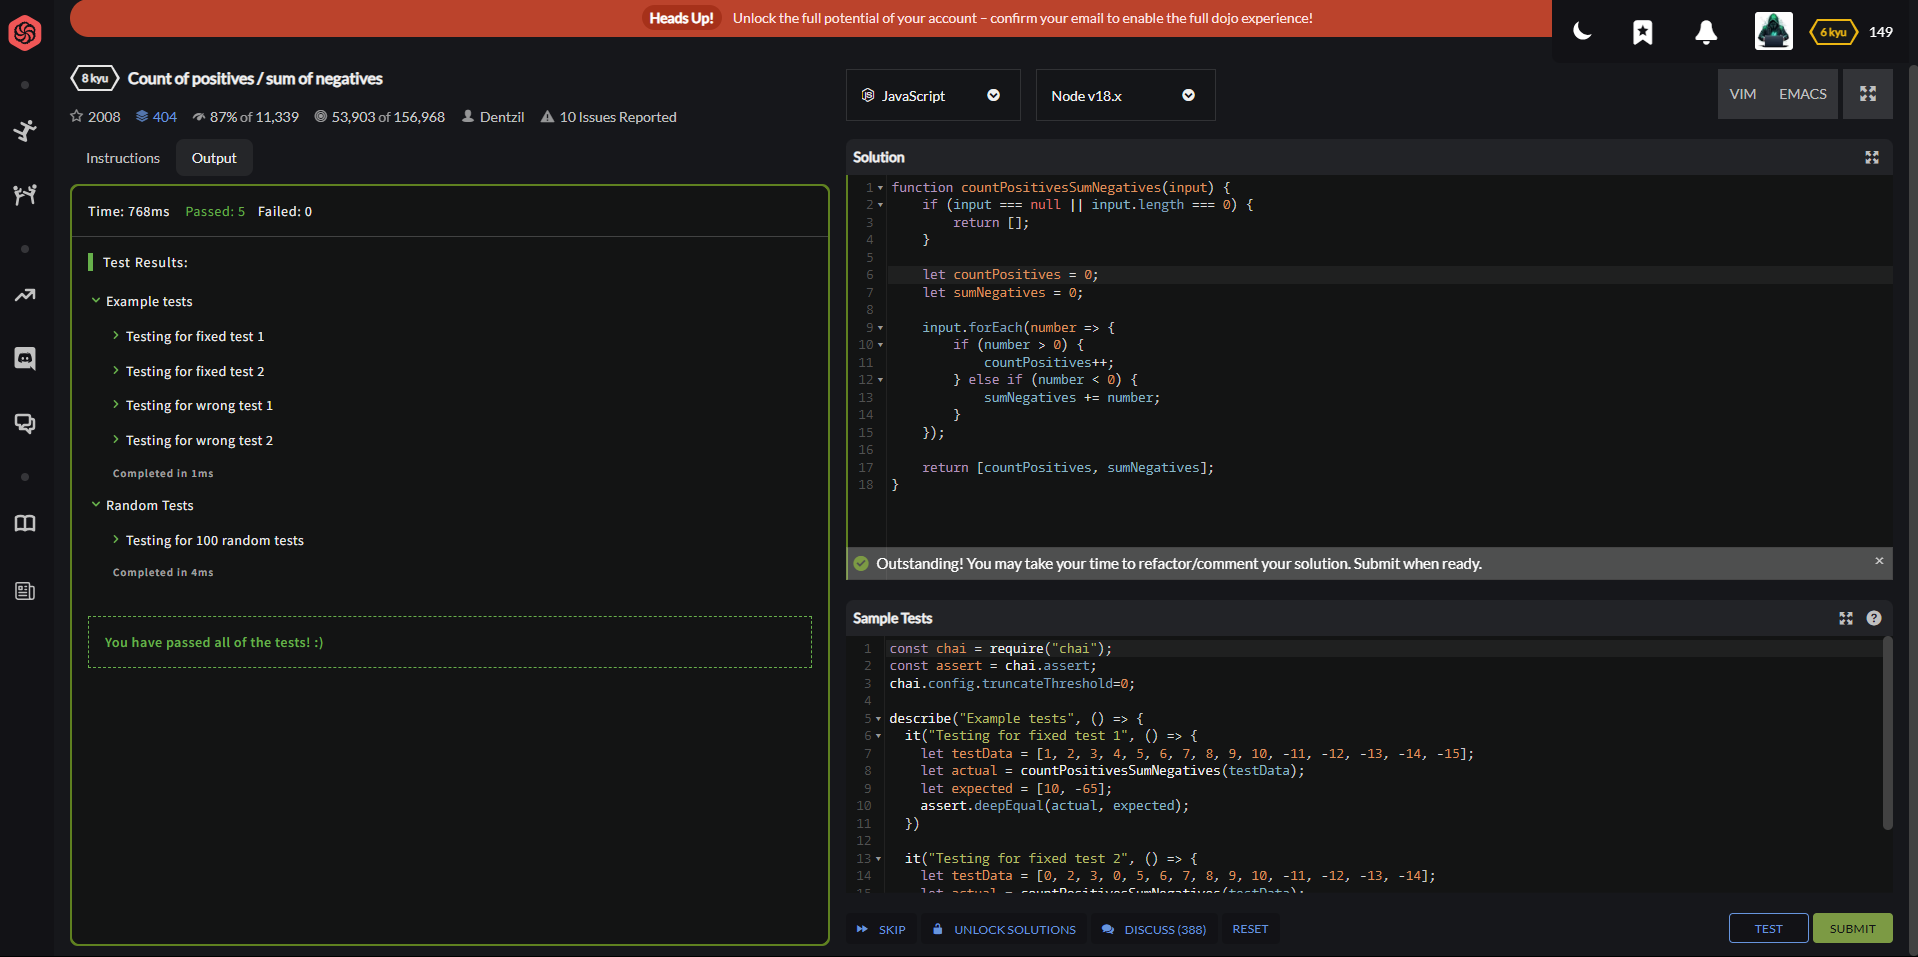 Heads Up! Unlock the full potential of your account – confirm your email to enable the full dojo experience!
6 kyu 149
8 kyu Count of positives / sum of negatives
2008 404 87% of 11,339 53,903 of 156,968 Dentzil 10 Issues Reported
Instructions Output
Time: 768ms Passed: 5 Failed: 0
Test Results:
Example tests
Testing for fixed test 1
Testing for fixed test 2
Testing for wrong test 1
Testing for wrong test 2
Completed in 1ms
Random Tests
Testing for 100 random tests
Completed in 4ms
You have passed all of the tests! :)
JavaScript Node v18.x VIM EMACS
Solution
1 function countPositivesSumNegatives(input) {
2 if (input === null || input.length === 0) {
3 return [];
4 }
5
6 let countPositives = 0;
7 let sumNegatives = 0;
8
9 input.forEach(number => {
10 if (number > 0) {
11 countPositives++;
12 } else if (number < 0) {
13 sumNegatives += number;
14 }
15 });
16
17 return [countPositives, sumNegatives];
18 }
Outstanding! You may take your time to refactor/comment your solution. Submit when ready. ×
Sample Tests ?
1 const chai = require("chai");
2 const assert = chai.assert;
3 chai.config.truncateThreshold=0;
4
5 describe("Example tests", () => {
6 it("Testing for fixed test 1", () => {
7 let testData = [1, 2, 3, 4, 5, 6, 7, 8, 9, 10, -11, -12, -13, -14, -15];
8 let actual = countPositivesSumNegatives(testData);
9 let expected = [10, -65];
10 assert.deepEqual(actual, expected);
11 })
12
13 it("Testing for fixed test 2", () => {
14 let testData = [0, 2, 3, 0, 5, 6, 7, 8, 9, 10, -11, -12, -13, -14];
15 let actual = countPositivesSumNegatives(testData);
SKIP UNLOCK SOLUTIONS DISCUSS (388) RESET TEST SUBMIT